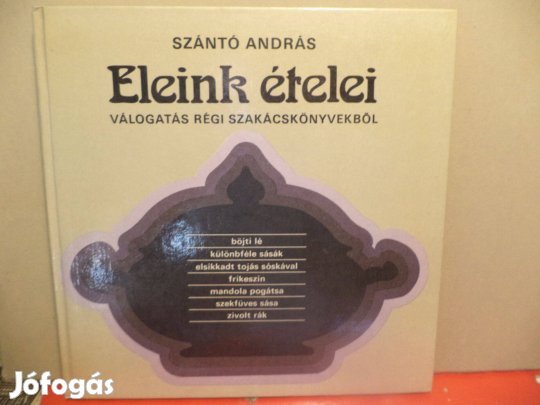 SZÁNTÓ ANDRÁS
Eleink ételei
VÁLOGATÁS RÉGI SZAKÁCSKÖNYVEKBŐL
böjti lé
különbféle sásák
elsikkadt tojás sóskával
frikeszin
mandola pogátsa
szekfüves sása
zivolt rák
Jófogás